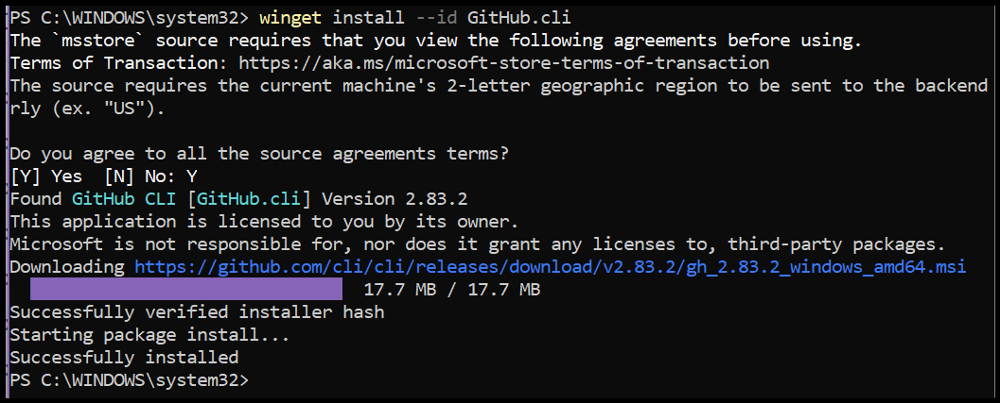 PS C:\WINDOWS\system32> winget install --id GitHub.cli
The `msstore` source requires that you view the following agreements before using.
Terms of Transaction: https://aka.ms/microsoft-store-terms-of-transaction
The source requires the current machine's 2-letter geographic region to be sent to the backend
rly (ex. "US").
Do you agree to all the source agreements terms?
[Y] Yes  [N] No: Y
Found GitHub CLI [GitHub.cli] Version 2.83.2
This application is licensed to you by its owner.
Microsoft is not responsible for, nor does it grant any licenses to, third-party packages.
Downloading https://github.com/cli/cli/releases/download/v2.83.2/gh_2.83.2_windows_amd64.msi
17.7 MB / 17.7 MB
Successfully verified installer hash
Starting package install...
Successfully installed
PS C:\WINDOWS\system32>